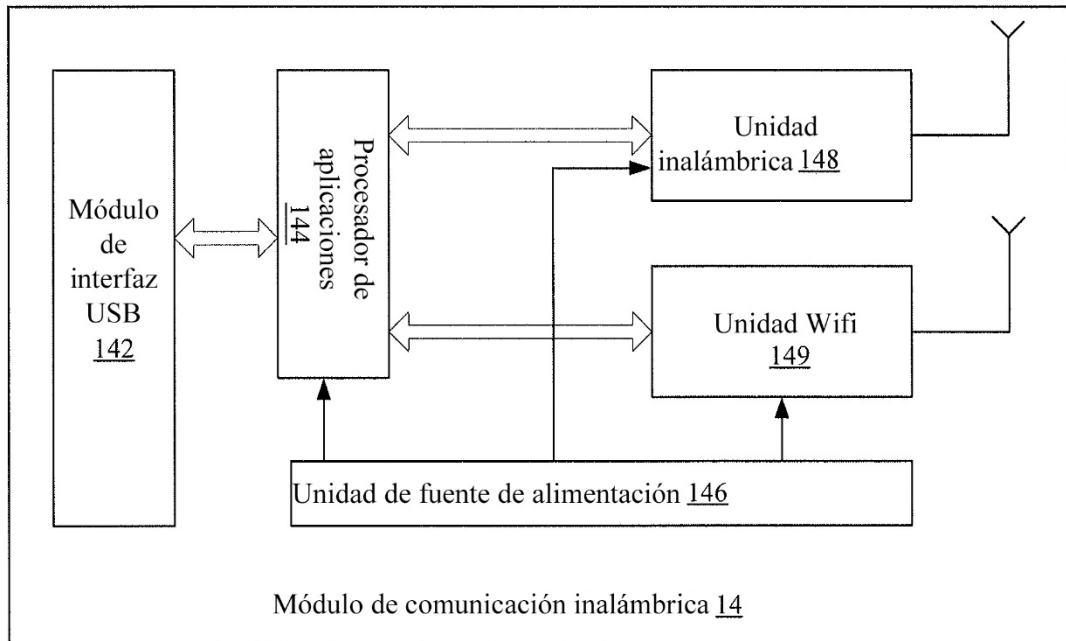 Módulo
de
interfaz
USB
142
Procesador de
aplicaciones
144
Unidad
inalámbrica 148
Unidad Wifi
149
Unidad de fuente de alimentación 146
Módulo de comunicación inalámbrica 14